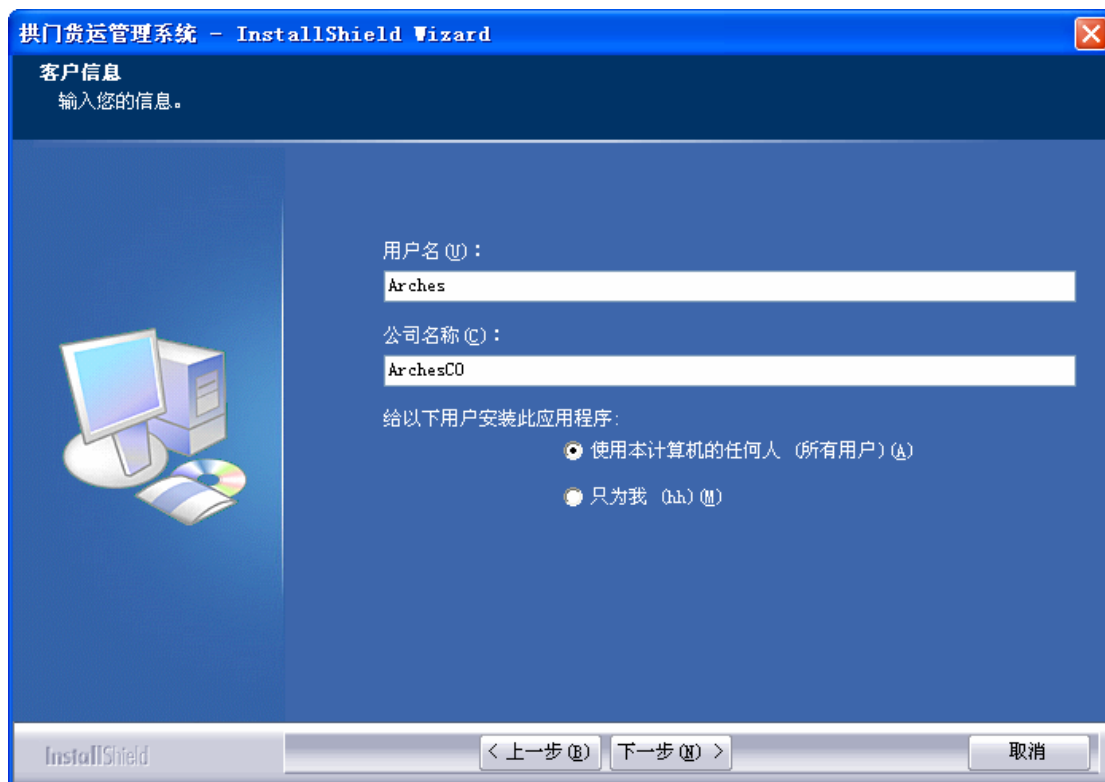 拱门货运管理系统 - InstallShield Wizard
客户信息
输入您的信息。
用户名(U)：
Arches
公司名称(C)：
ArchesCO
给以下用户安装此应用程序:
使用本计算机的任何人 (所有用户)(A)
只为我 (hh)(M)
InstallShield
< 上一步(B) 下一步(N) > 取消